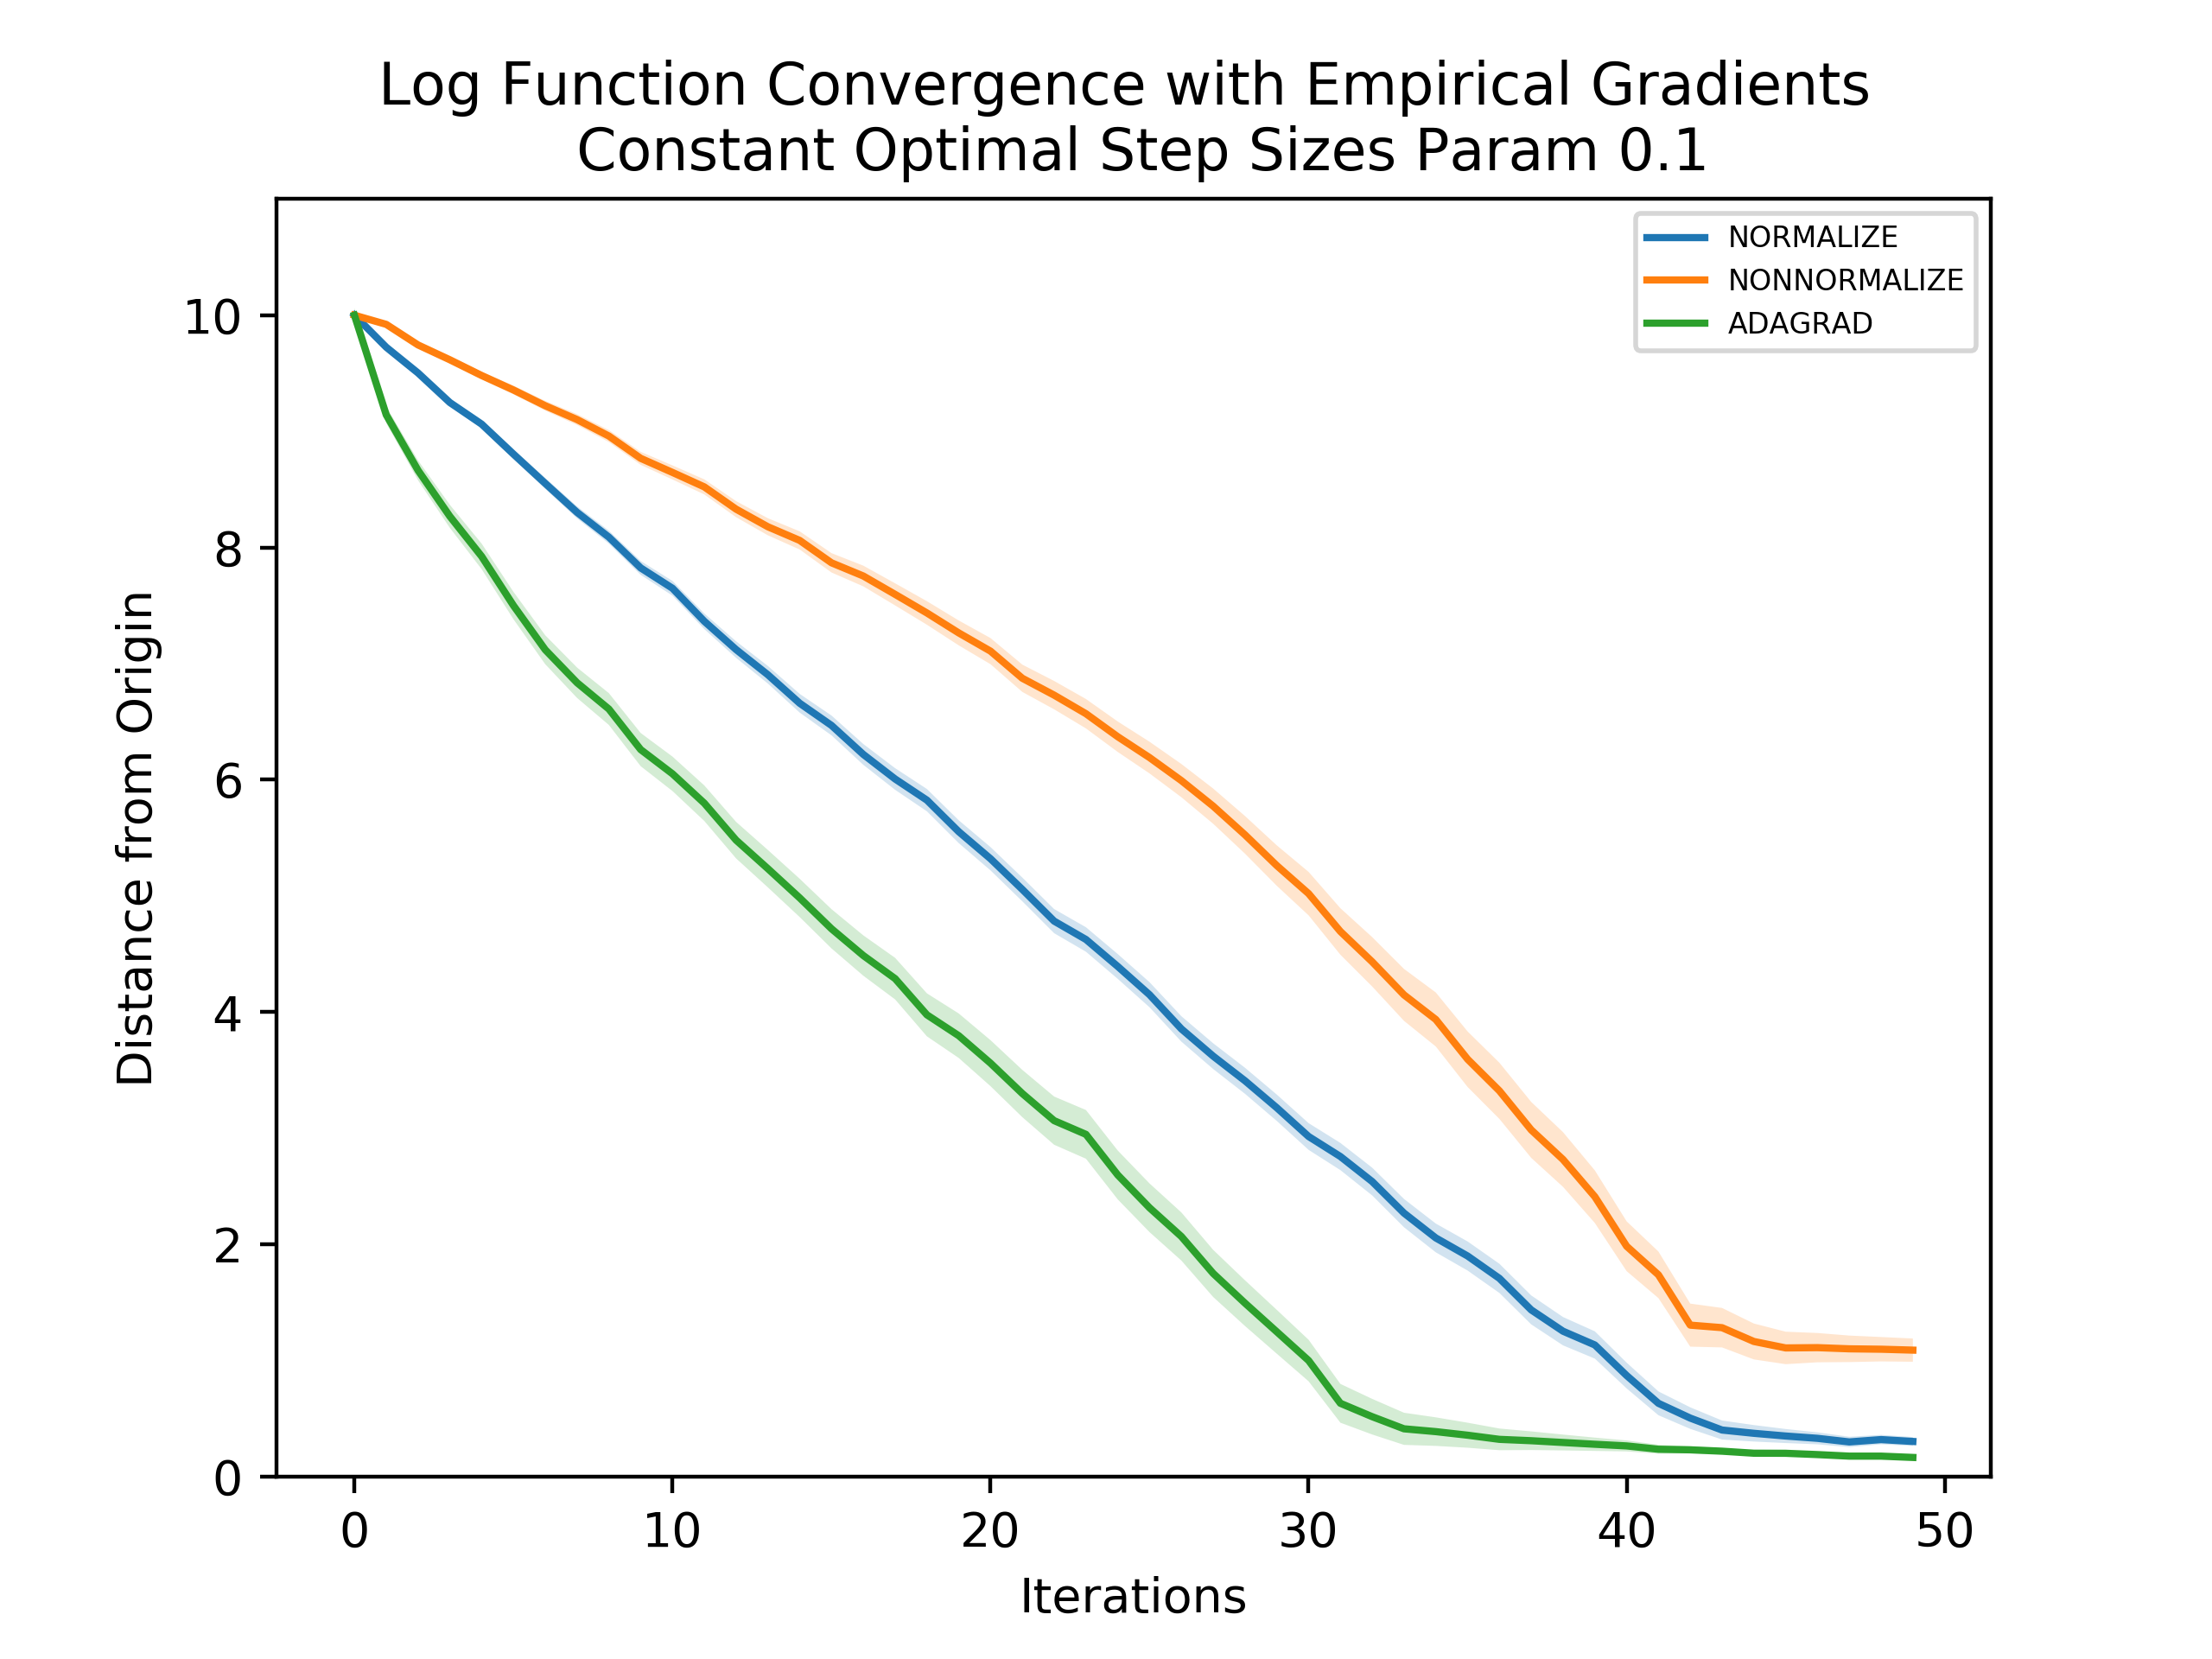 Log Function Convergence with Empirical Gradients
Constant Optimal Step Sizes Param 0.1
NORMALIZE
NONNORMALIZE
ADAGRAD
Distance from Origin
10
8
6
4
2
0
0 10 20 30 40 50
Iterations